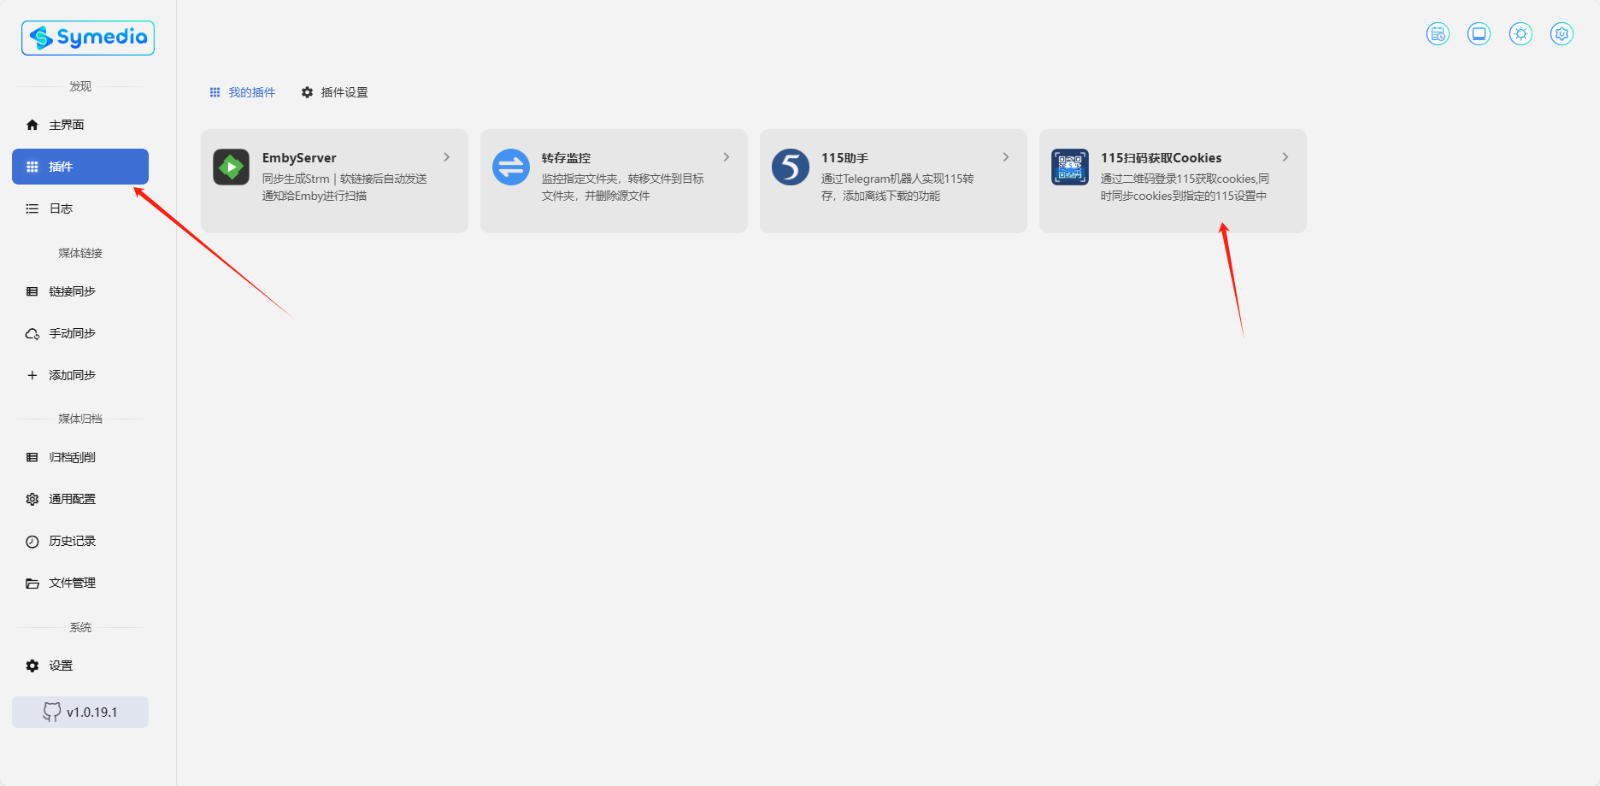 Symedia
发现
主界面
插件
日志
媒体链接
链接同步
手动同步
添加同步
媒体归档
归档刮削
通用配置
历史记录
文件管理
系统
设置
v1.0.19.1
我的插件
插件设置
EmbyServer
同步生成Strm | 软链接后自动发送
通知给Emby进行扫描
转存监控
监控指定文件夹，转移文件到目标
文件夹，并删除源文件
115助手
通过Telegram机器人实现115转
存，添加离线下载的功能
115扫码获取Cookies
通过二维码登录115获取cookies,同
时同步cookies到指定的115设置中